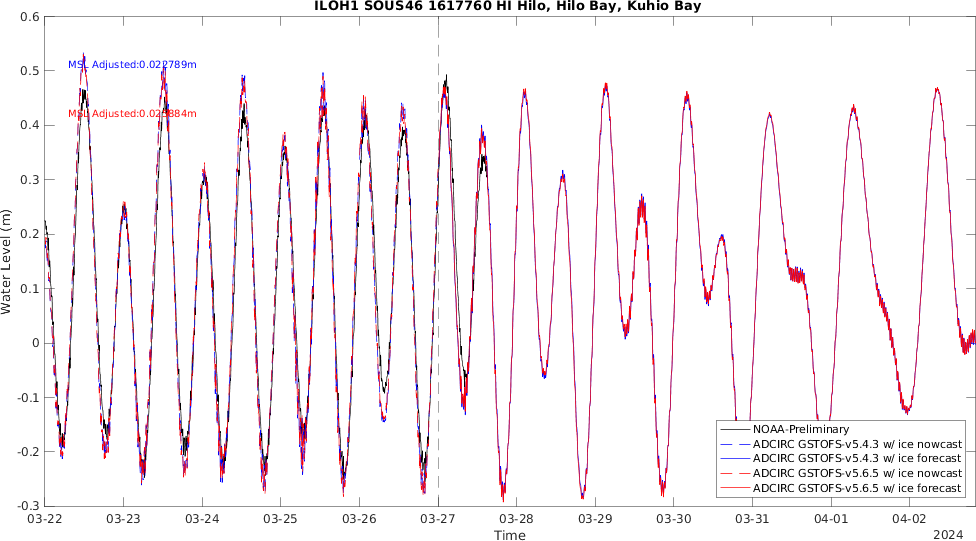 ILOH1 SOUS46 1617760 HI Hilo, Hilo Bay, Kuhio Bay
0.6
0.5
0.4
0.3
0.2
0.1
0
-0.1
-0.2
-0.3
Water Level (m)
MSL Adjusted:0.022789m
MSL Adjusted:0.025884m
NOAA-Preliminary
ADCIRC GSTOFS-v5.4.3 w/ ice nowcast
ADCIRC GSTOFS-v5.4.3 w/ ice forecast
ADCIRC GSTOFS-v5.6.5 w/ ice nowcast
ADCIRC GSTOFS-v5.6.5 w/ ice forecast
03-22 03-23 03-24 03-25 03-26 03-27 03-28 03-29 03-30 03-31 04-01 04-02
Time
2024